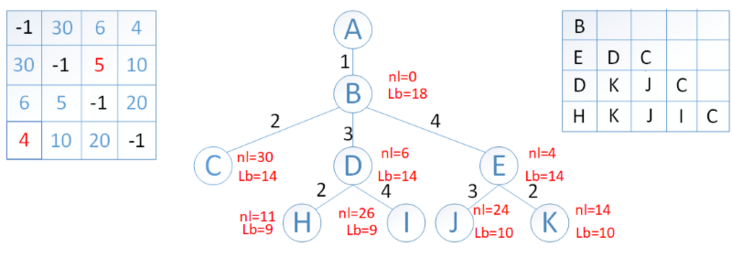 -1 30 6 4
30 -1 5 10
6 5 -1 20
4 10 20 -1
A
1
B
nl=0
Lb=18
2
3
4
C
nl=30
Lb=14
D
nl=6
Lb=14
E
nl=4
Lb=14
2
4
3
2
nl=11
Lb=9
H
nl=26
Lb=9
I
J
nl=24
Lb=10
K
nl=14
Lb=10
B
E D C
D K J C
H K J I C